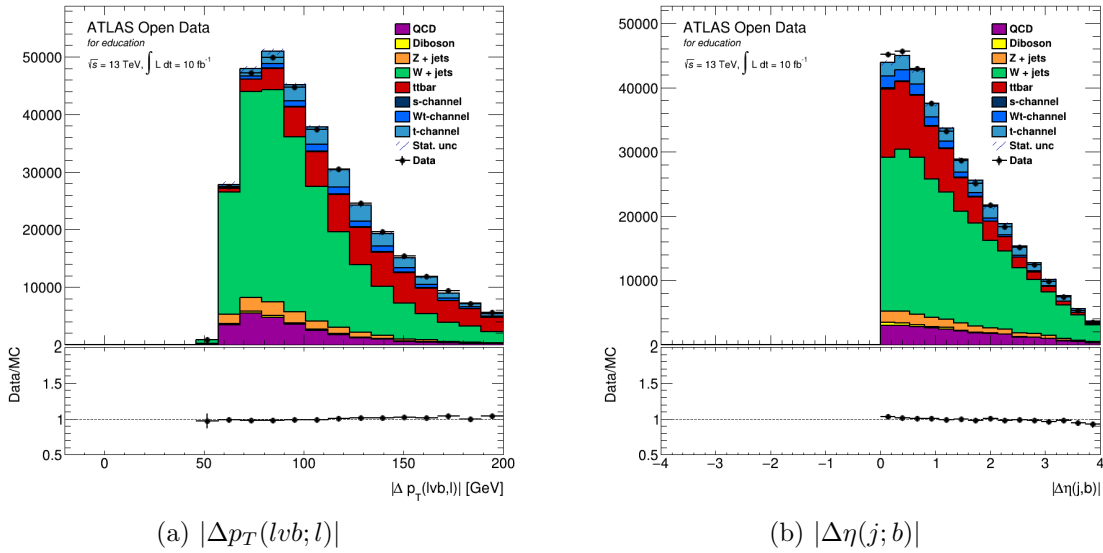 ATLAS Open Data
for education
√s = 13 TeV, ∫ L dt = 10 fb⁻¹
QCD
Diboson
Z + jets
W + jets
ttbar
s-channel
Wt-channel
t-channel
Stat. unc
Data
50000
40000
30000
20000
10000
0
Data/MC
2
1.5
1
0.5
0 50 100 150 200
|Δ p_T(lvb,l)| [GeV]
(a) |Δp_T(lvb; l)|
ATLAS Open Data
for education
√s = 13 TeV, ∫ L dt = 10 fb⁻¹
QCD
Diboson
Z + jets
W + jets
ttbar
s-channel
Wt-channel
t-channel
Stat. unc
Data
50000
40000
30000
20000
10000
0
Data/MC
2
1.5
1
0.5
−4 −3 −2 −1 0 1 2 3 4
|Δη(j,b)|
(b) |Δη(j; b)|